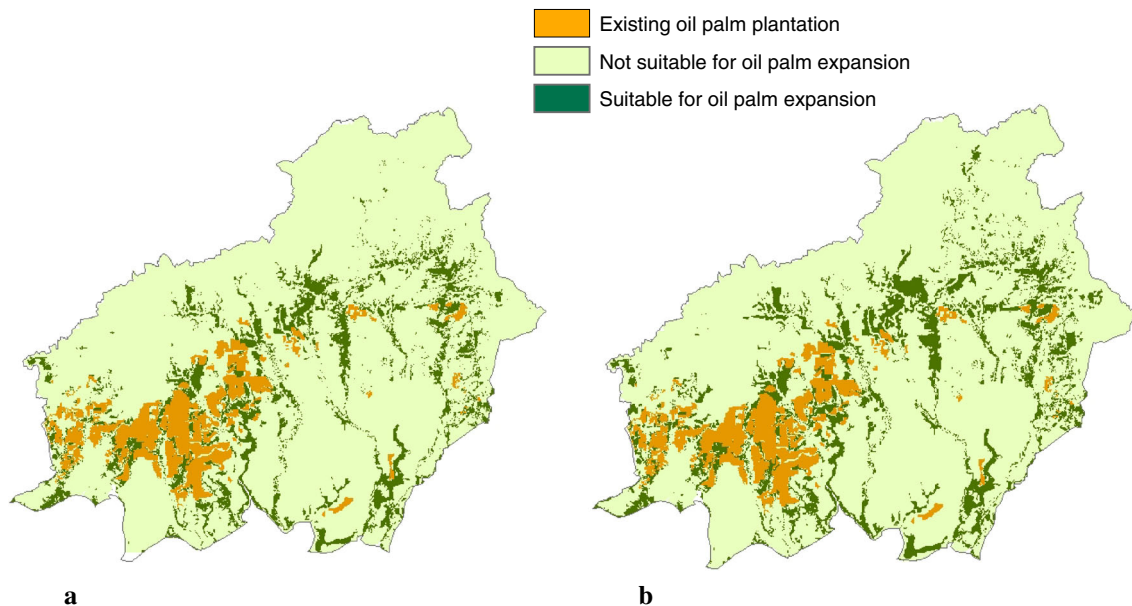 Existing oil palm plantation
Not suitable for oil palm expansion
Suitable for oil palm expansion
a
b